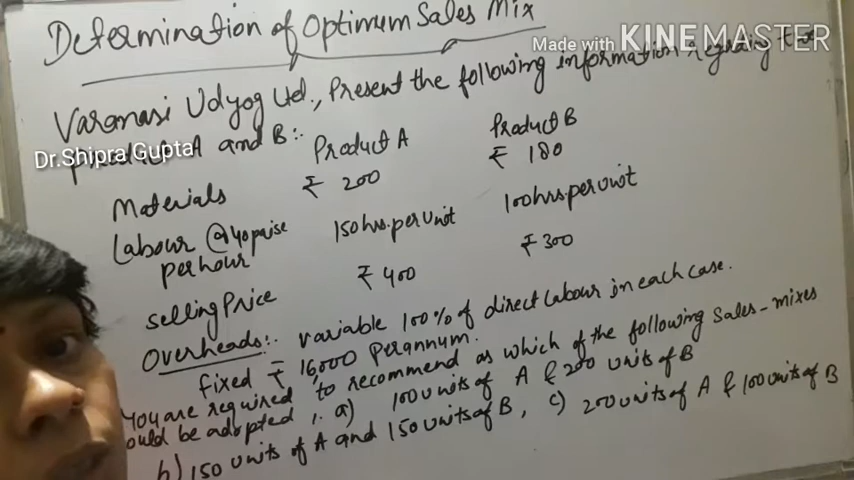 Determination of Optimum Sales Mix
Made with KINEMASTER
Varanasi Udyog Ltd., Present the following information regrding the
product A and B:-
Dr.Shipra Gupta
Product A Product B
Materials ₹ 200 ₹ 180
Labour @40 paise per hour 150 hrs. per Unit 100 hrs. per unit
Selling Price ₹ 400 ₹ 300
Overheads:- variable 100% of direct labour in each case.
fixed = ₹ 16,000 Per annum.
You are required to recommend as which of the following sales-mixes
ould be adopted :- a) 100 units of A & 200 units of B
b) 150 units of A and 150 units of B, c) 200 units of A & 100 units of B